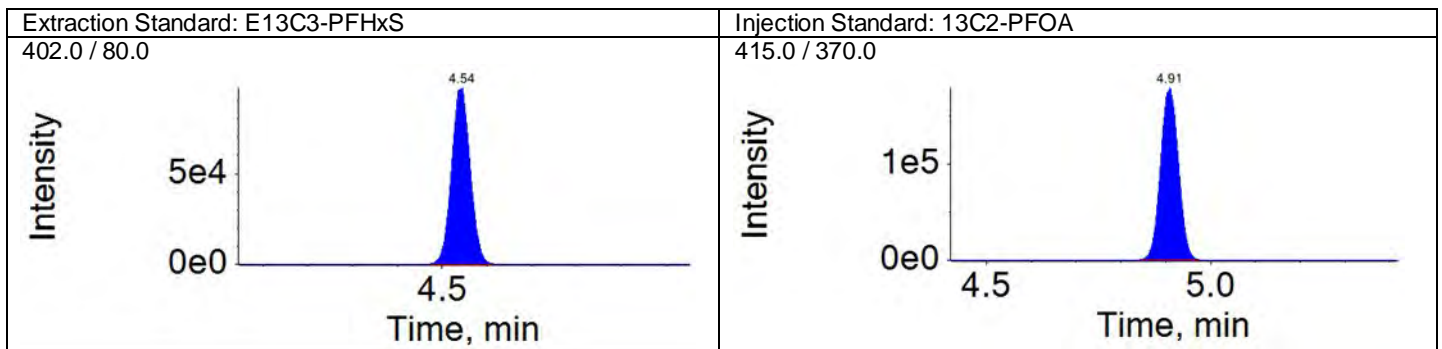 Extraction Standard: E13C3-PFHxS
402.0 / 80.0
4.54
Intensity
5e4
0e0
4.5
Time, min
Injection Standard: 13C2-PFOA
415.0 / 370.0
4.91
Intensity
1e5
0e0
4.5 5.0
Time, min